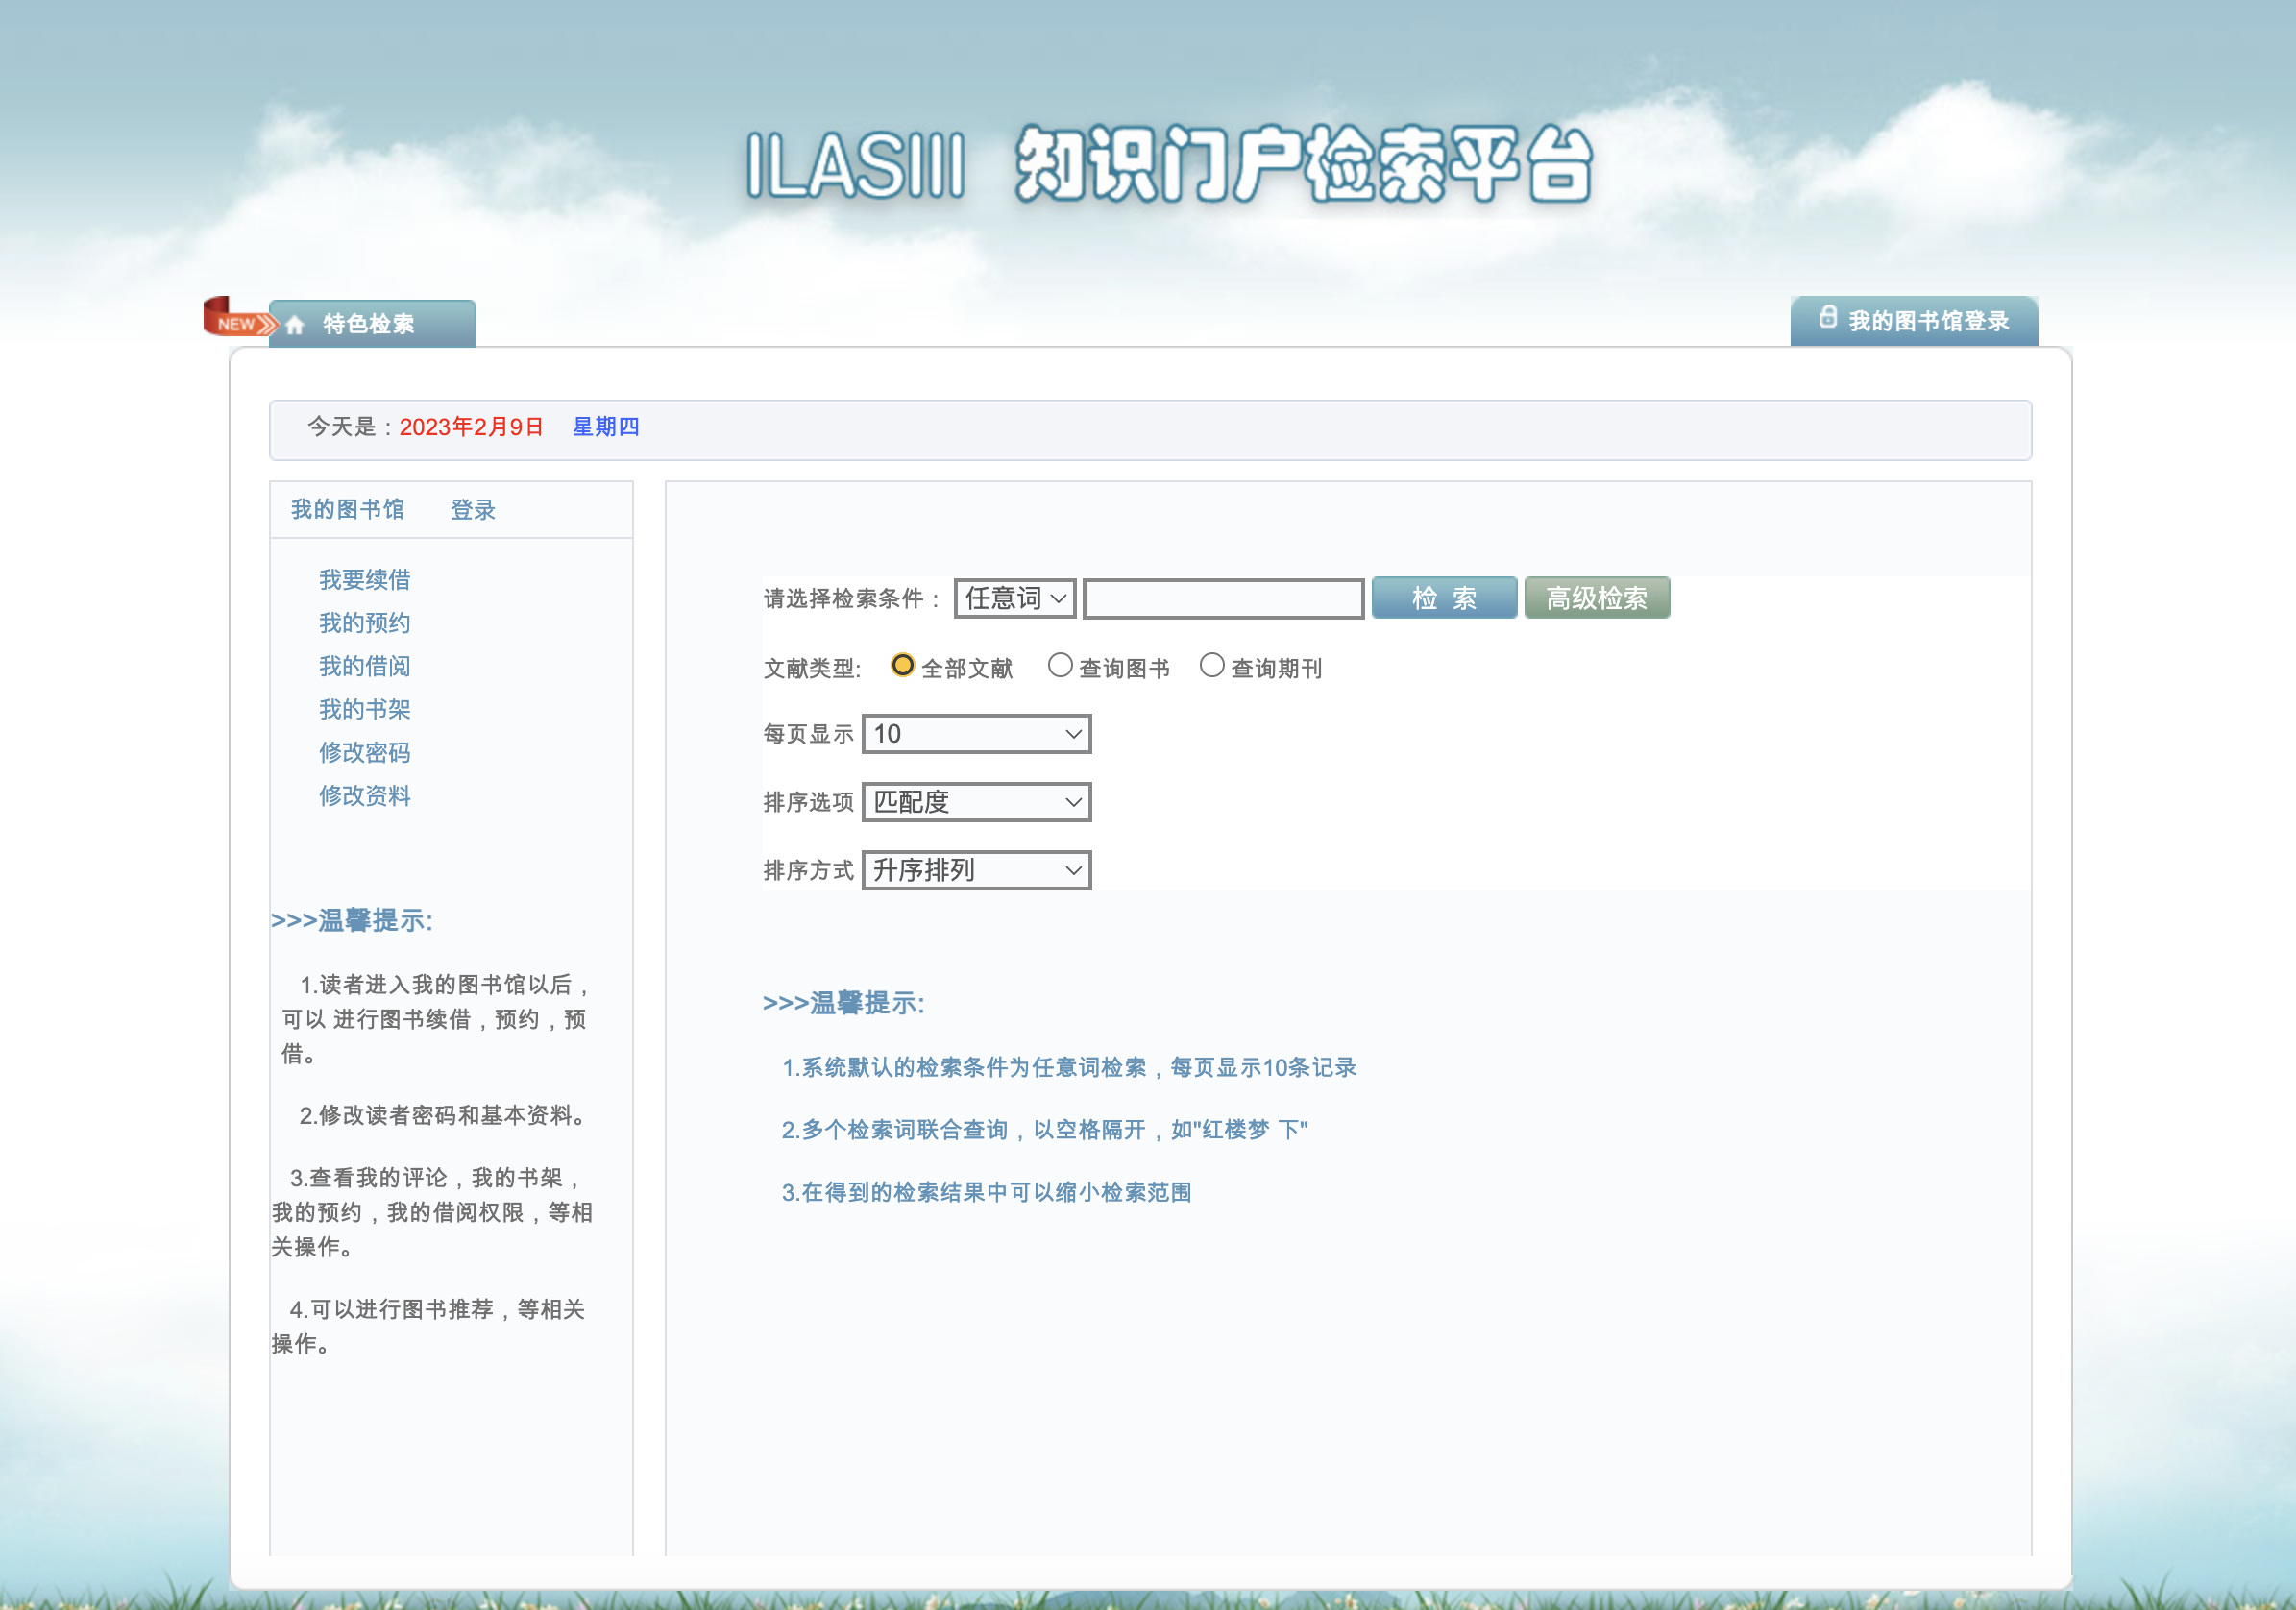 ILASIII 知识门户检索平台
NEW 特色检索
我的图书馆登录
今天是：2023年2月9日 星期四
我的图书馆 登录
我要续借
我的预约
我的借阅
我的书架
修改密码
修改资料
>>>温馨提示:
1.读者进入我的图书馆以后，
可以 进行图书续借，预约，预
借。
2.修改读者密码和基本资料。
3.查看我的评论，我的书架，
我的预约，我的借阅权限，等相
关操作。
4.可以进行图书推荐，等相关
操作。
请选择检索条件： 任意词 检 索 高级检索
文献类型: 全部文献 查询图书 查询期刊
每页显示 10
排序选项 匹配度
排序方式 升序排列
>>>温馨提示:
1.系统默认的检索条件为任意词检索，每页显示10条记录
2.多个检索词联合查询，以空格隔开，如"红楼梦 下"
3.在得到的检索结果中可以缩小检索范围